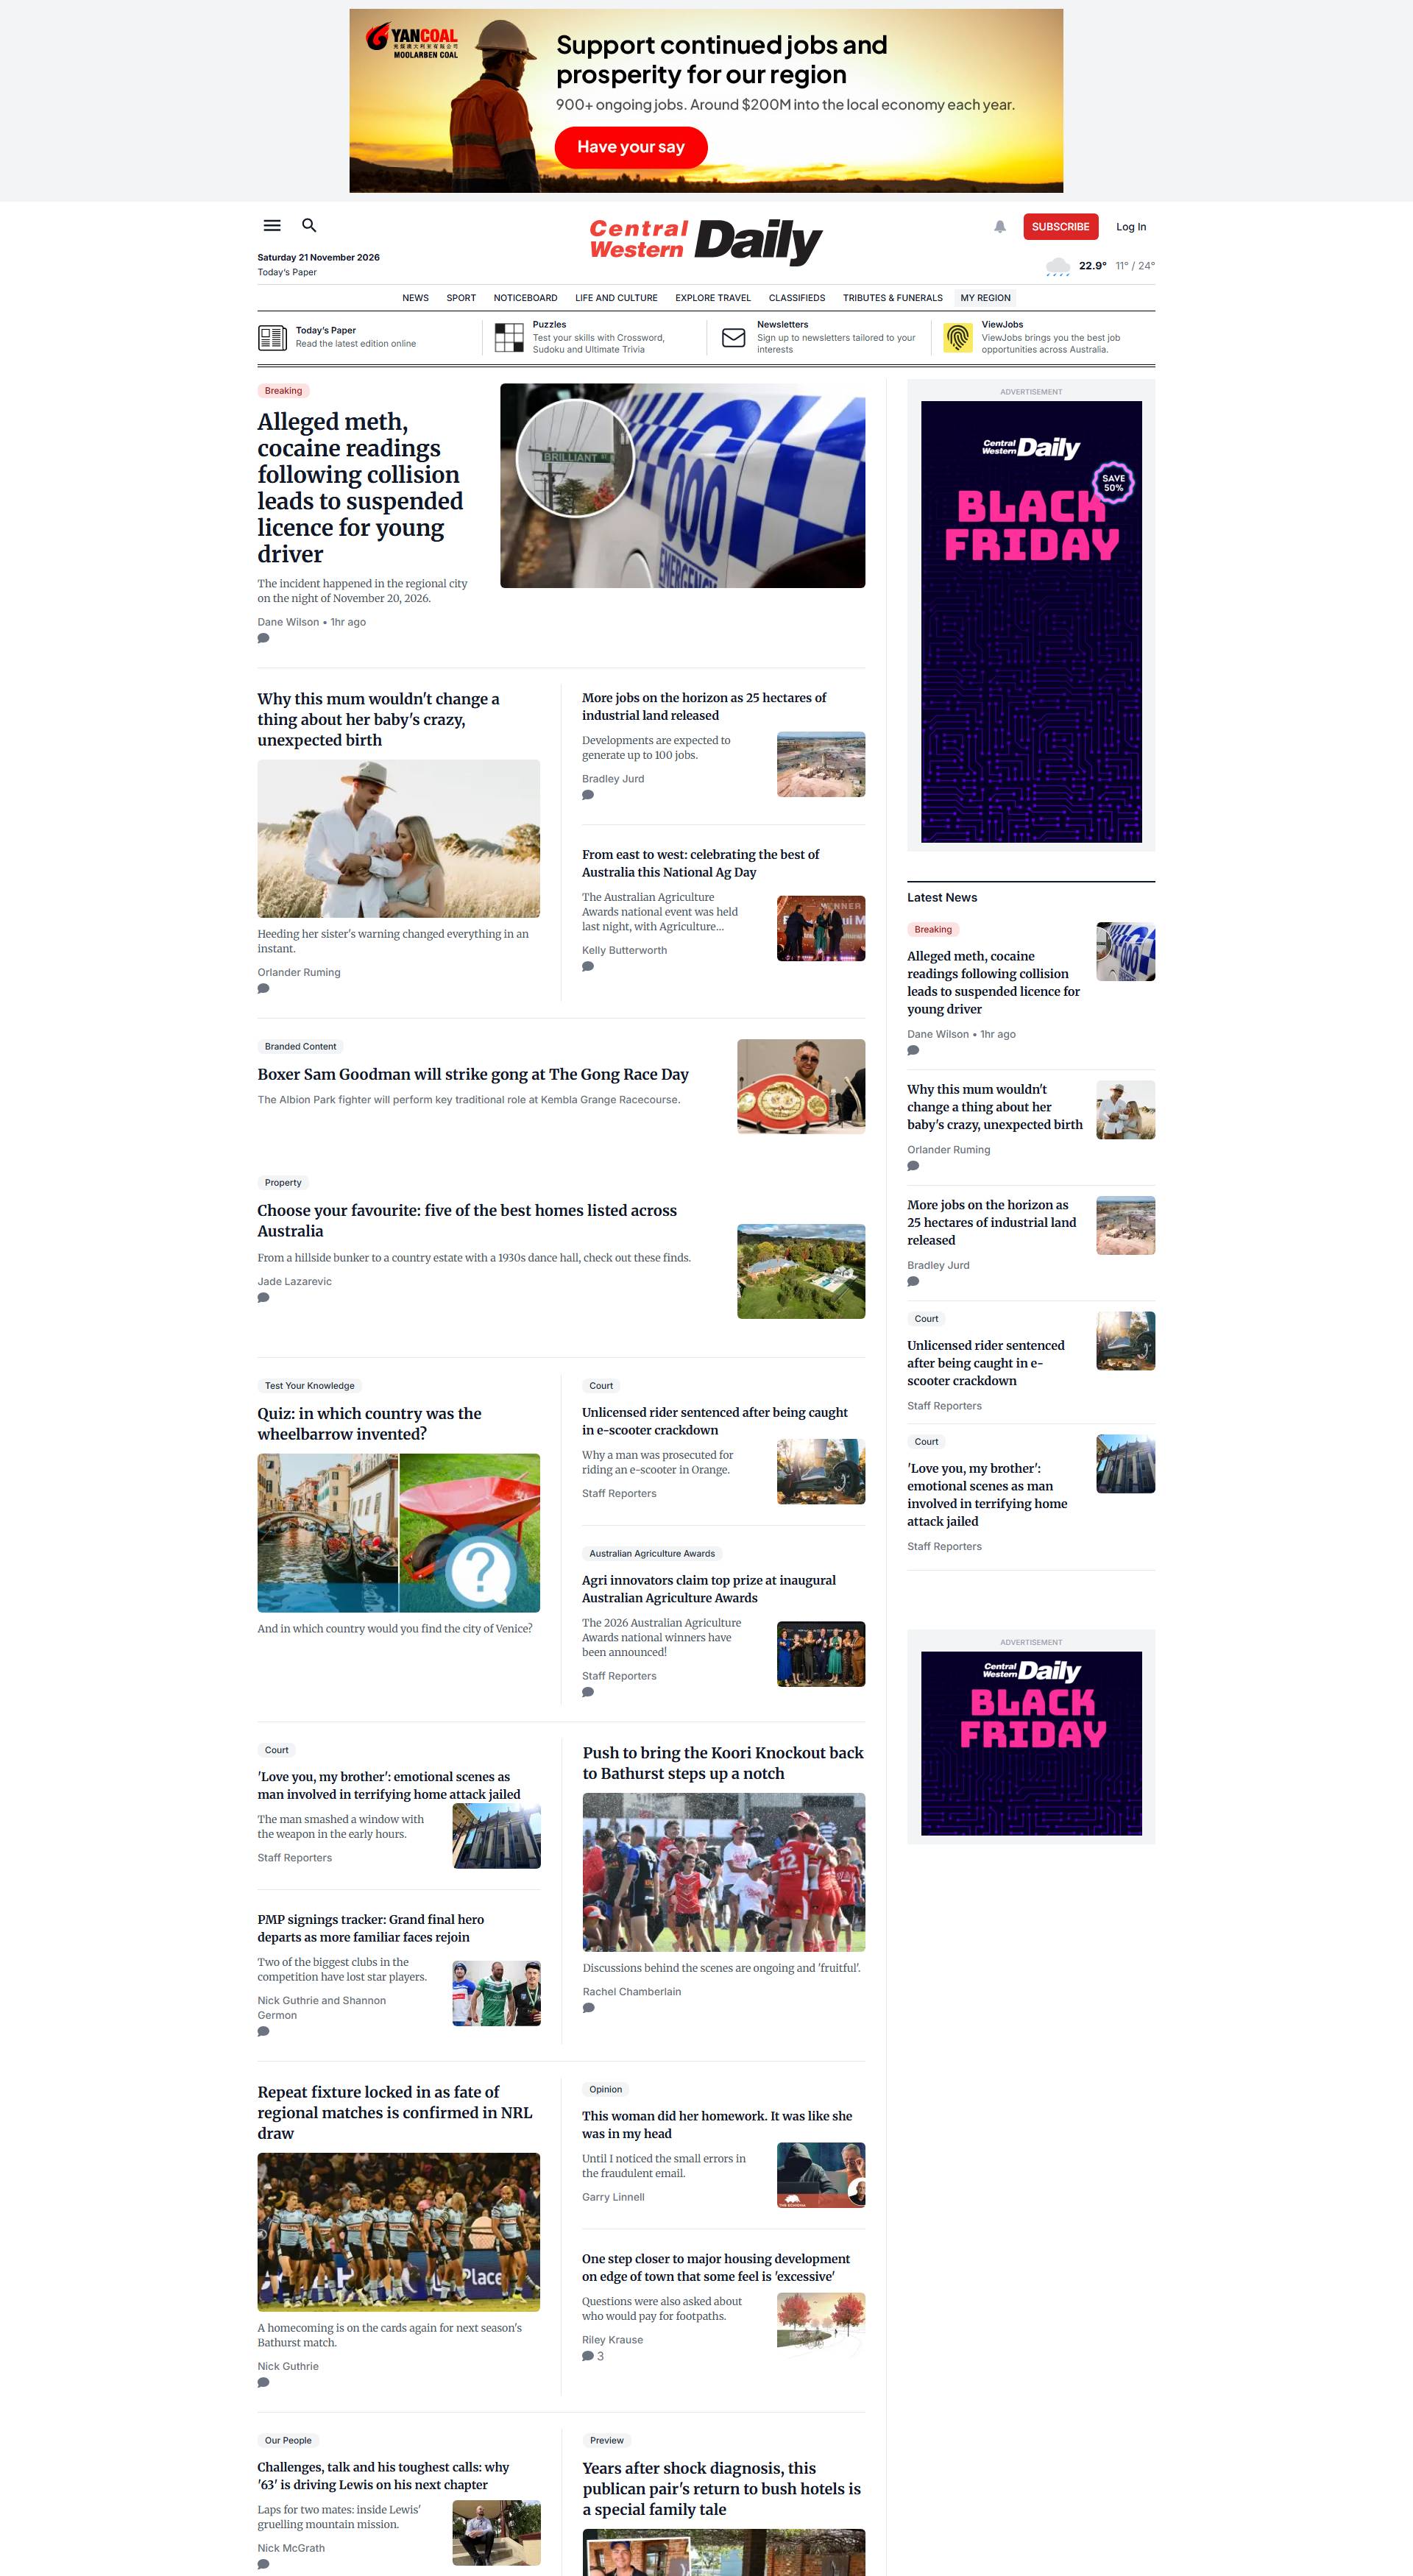 YANCOAL
MOOLARBEN COAL
Support continued jobs and
prosperity for our region
900+ ongoing jobs. Around $200M into the local economy each year.
Have your say
Central
Western Daily
SUBSCRIBE
Log In
Saturday 21 November 2026
Today's Paper
22.9° 11° / 24°
NEWS SPORT NOTICEBOARD LIFE AND CULTURE EXPLORE TRAVEL CLASSIFIEDS TRIBUTES & FUNERALS MY REGION
Today's Paper
Read the latest edition online
Puzzles
Test your skills with Crossword,
Sudoku and Ultimate Trivia
Newsletters
Sign up to newsletters tailored to your
interests
ViewJobs
ViewJobs brings you the best job
opportunities across Australia.
Breaking
Alleged meth,
cocaine readings
following collision
leads to suspended
licence for young
driver
The incident happened in the regional city
on the night of November 20, 2026.
Dane Wilson • 1hr ago
BRILLIANT ST
000
EMERGENCY
Why this mum wouldn't change a
thing about her baby's crazy,
unexpected birth
Heeding her sister's warning changed everything in an
instant.
Orlander Ruming
More jobs on the horizon as 25 hectares of
industrial land released
Developments are expected to
generate up to 100 jobs.
Bradley Jurd
From east to west: celebrating the best of
Australia this National Ag Day
The Australian Agriculture
Awards national event was held
last night, with Agriculture...
Kelly Butterworth
WINNER
Branded Content
Boxer Sam Goodman will strike gong at The Gong Race Day
The Albion Park fighter will perform key traditional role at Kembla Grange Racecourse.
Property
Choose your favourite: five of the best homes listed across
Australia
From a hillside bunker to a country estate with a 1930s dance hall, check out these finds.
Jade Lazarevic
Test Your Knowledge
Quiz: in which country was the
wheelbarrow invented?
?
And in which country would you find the city of Venice?
Court
Unlicensed rider sentenced after being caught
in e-scooter crackdown
Why a man was prosecuted for
riding an e-scooter in Orange.
Staff Reporters
Australian Agriculture Awards
Agri innovators claim top prize at inaugural
Australian Agriculture Awards
The 2026 Australian Agriculture
Awards national winners have
been announced!
Staff Reporters
Court
'Love you, my brother': emotional scenes as
man involved in terrifying home attack jailed
The man smashed a window with
the weapon in the early hours.
Staff Reporters
PMP signings tracker: Grand final hero
departs as more familiar faces rejoin
Two of the biggest clubs in the
competition have lost star players.
Nick Guthrie and Shannon
Germon
Push to bring the Koori Knockout back
to Bathurst steps up a notch
12
Discussions behind the scenes are ongoing and 'fruitful'.
Rachel Chamberlain
Repeat fixture locked in as fate of
regional matches is confirmed in NRL
draw
Place
A homecoming is on the cards again for next season's
Bathurst match.
Nick Guthrie
Opinion
This woman did her homework. It was like she
was in my head
Until I noticed the small errors in
the fraudulent email.
Garry Linnell
One step closer to major housing development
on edge of town that some feel is 'excessive'
Questions were also asked about
who would pay for footpaths.
Riley Krause
3
Our People
Challenges, talk and his toughest calls: why
'63' is driving Lewis on his next chapter
Laps for two mates: inside Lewis'
gruelling mountain mission.
Nick McGrath
Preview
Years after shock diagnosis, this
publican pair's return to bush hotels is
a special family tale
ADVERTISEMENT
Central
Western Daily
SAVE
50%
BLACK
FRIDAY
Latest News
Breaking
Alleged meth, cocaine
readings following collision
leads to suspended licence for
young driver
Dane Wilson • 1hr ago
000
Why this mum wouldn't
change a thing about her
baby's crazy, unexpected birth
Orlander Ruming
More jobs on the horizon as
25 hectares of industrial land
released
Bradley Jurd
Court
Unlicensed rider sentenced
after being caught in e-
scooter crackdown
Staff Reporters
Court
'Love you, my brother':
emotional scenes as man
involved in terrifying home
attack jailed
Staff Reporters
ADVERTISEMENT
Central
Western Daily
BLACK
FRIDAY